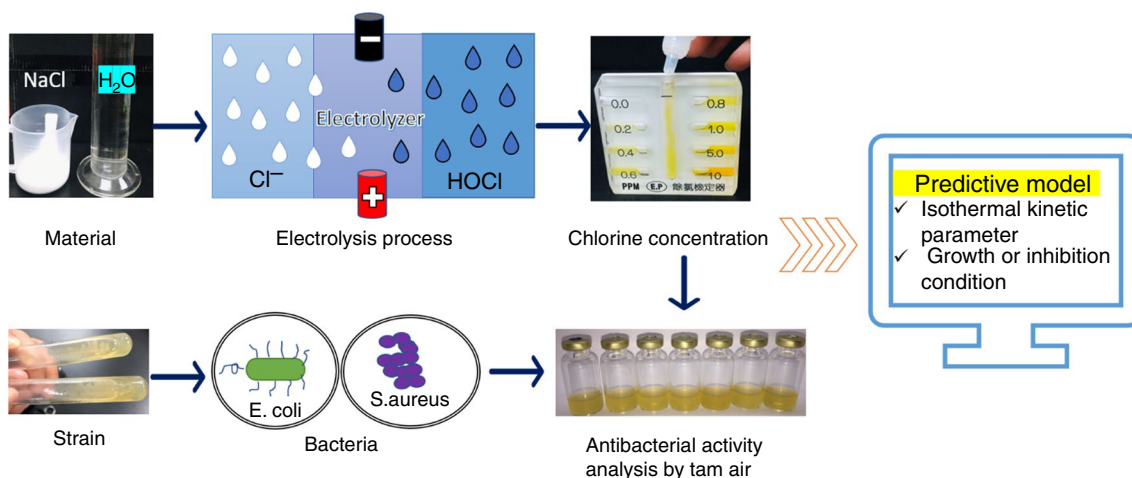 NaCl
H₂O
Electrolyzer
Cl⁻
HOCl
0.0
0.2
0.4
0.6
0.8
1.0
5.0
10
PPM E.P 除氯檢定器
Material
Electrolysis process
Chlorine concentration
Predictive model
✓ Isothermal kinetic
parameter
✓ Growth or inhibition
condition
E. coli
S.aureus
Strain
Bacteria
Antibacterial activity
analysis by tam air